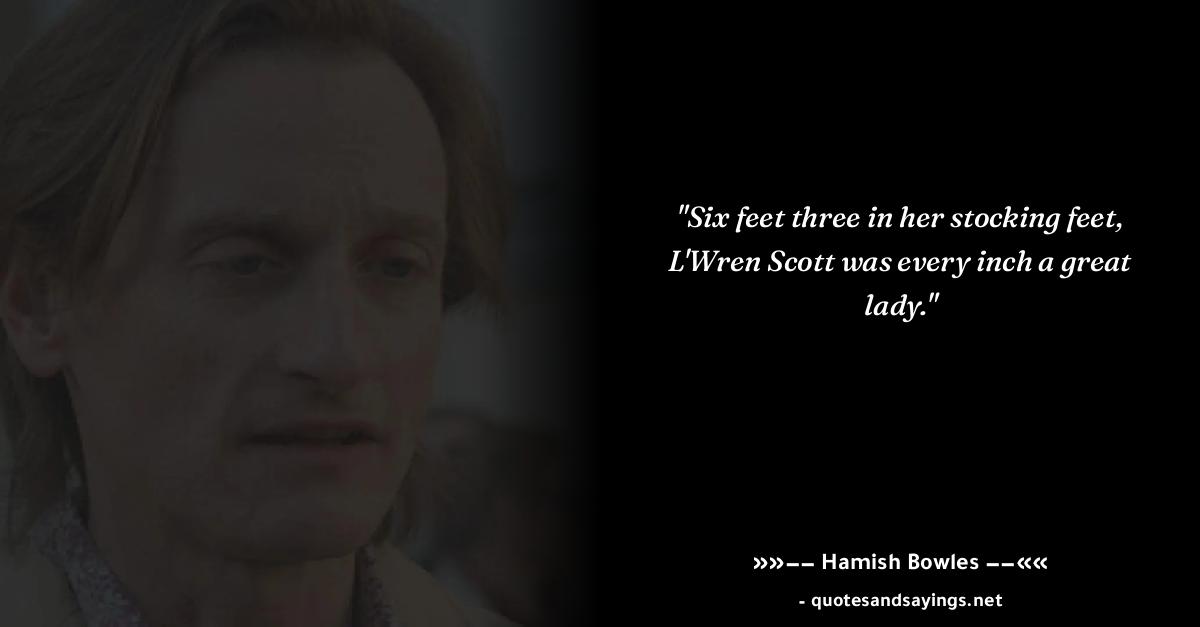 "Six feet three in her stocking feet,
L'Wren Scott was every inch a great
lady."
»»–– Hamish Bowles ––««
- quotesandsayings.net